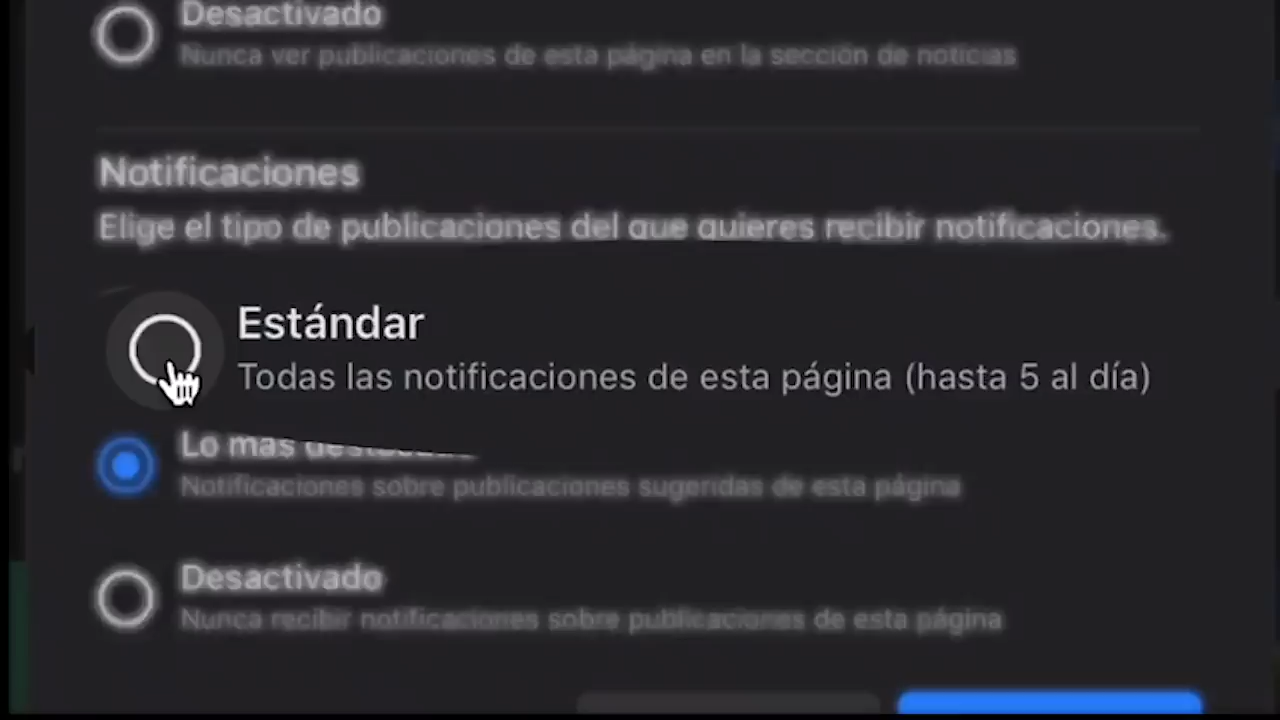 Desactivado
Nunca ver publicaciones de esta página en la sección de noticias
Notificaciones
Elige el tipo de publicaciones del que quieres recibir notificaciones.
Estándar
Todas las notificaciones de esta página (hasta 5 al día)
Lo más
Notificaciones sobre publicaciones sugeridas de esta página
Desactivado
Nunca recibir notificaciones sobre publicaciones de esta página